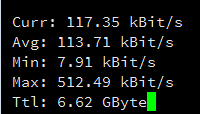 Curr: 117.35 kBit/s
Avg: 113.71 kBit/s
Min: 7.91 kBit/s
Max: 512.49 kBit/s
Ttl: 6.62 GByte